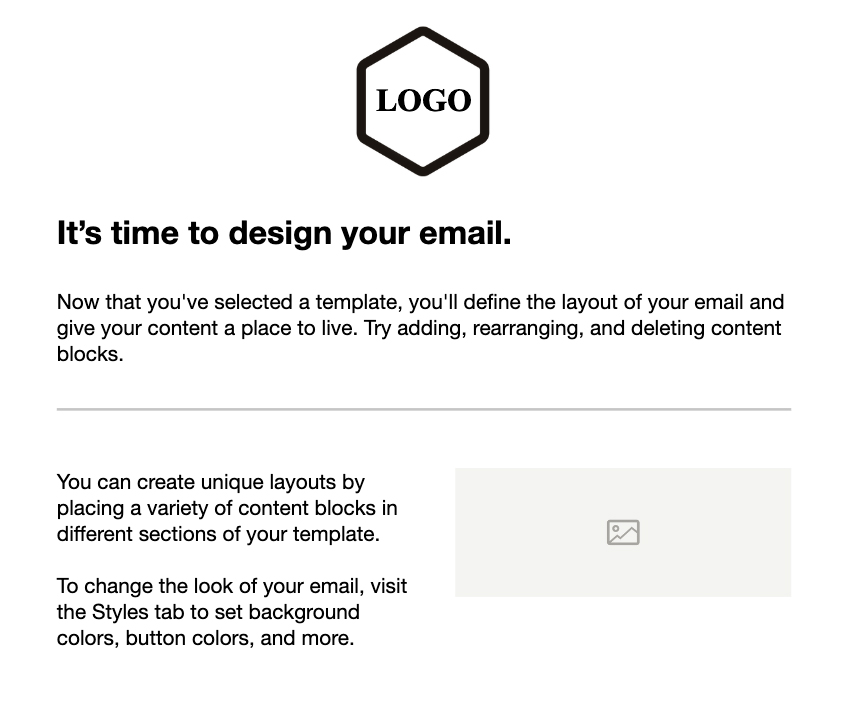 LOGO
It’s time to design your email.
Now that you've selected a template, you'll define the layout of your email and
give your content a place to live. Try adding, rearranging, and deleting content
blocks.
You can create unique layouts by
placing a variety of content blocks in
different sections of your template.
To change the look of your email, visit
the Styles tab to set background
colors, button colors, and more.